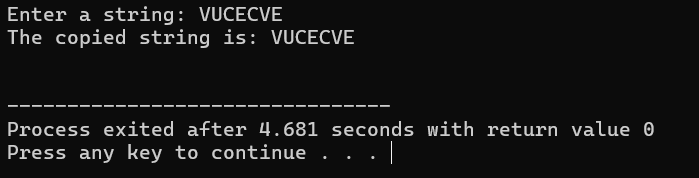 Enter a string: VUCECVE
The copied string is: VUCECVE
--------------------------------
Process exited after 4.681 seconds with return value 0
Press any key to continue . . .